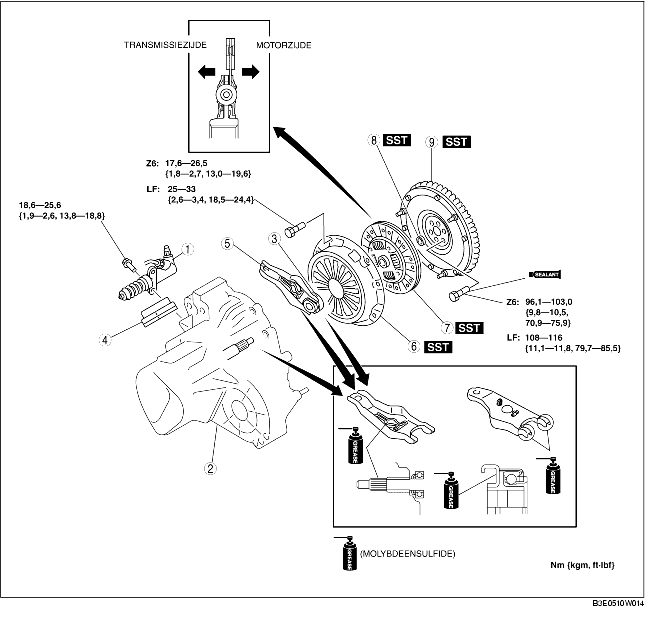 TRANSMISSIEZIJDE
MOTORZIJDE
8 SST
9 SST
Z6: 17,6—26,5
{1,8—2,7, 13,0—19,6}
LF: 25—33
{2,6—3,4, 18,5—24,4}
18,6—25,6
{1,9—2,6, 13,8—18,8}
1
5
3
SEALANT
Z6: 96,1—103,0
{9,8—10,5,
70,9—75,9}
LF: 108—116
{11,1—11,8, 79,7—85,5}
4
7 SST
6 SST
2
GREASE
GREASE
GREASE
GREASE
(MOLYBDEENSULFIDE)
Nm {kgm, ft·lbf}
B3E0510W014